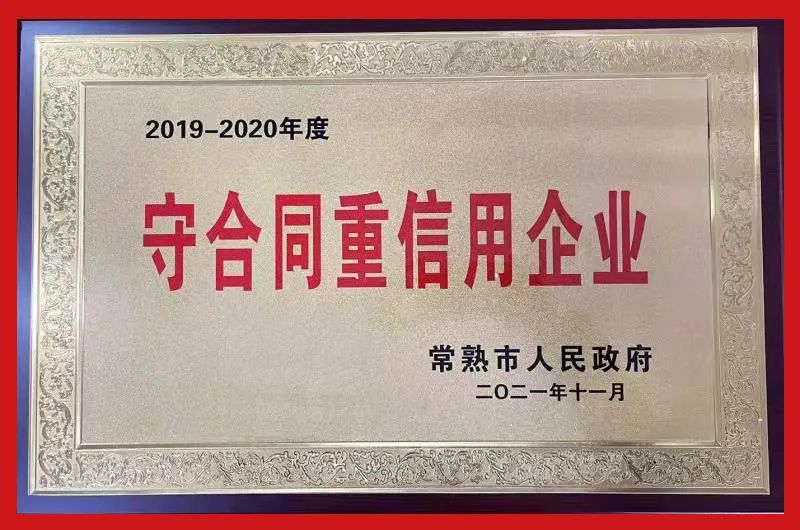 2019-2020年度
守合同重信用企业
常熟市人民政府
二〇二一年十一月